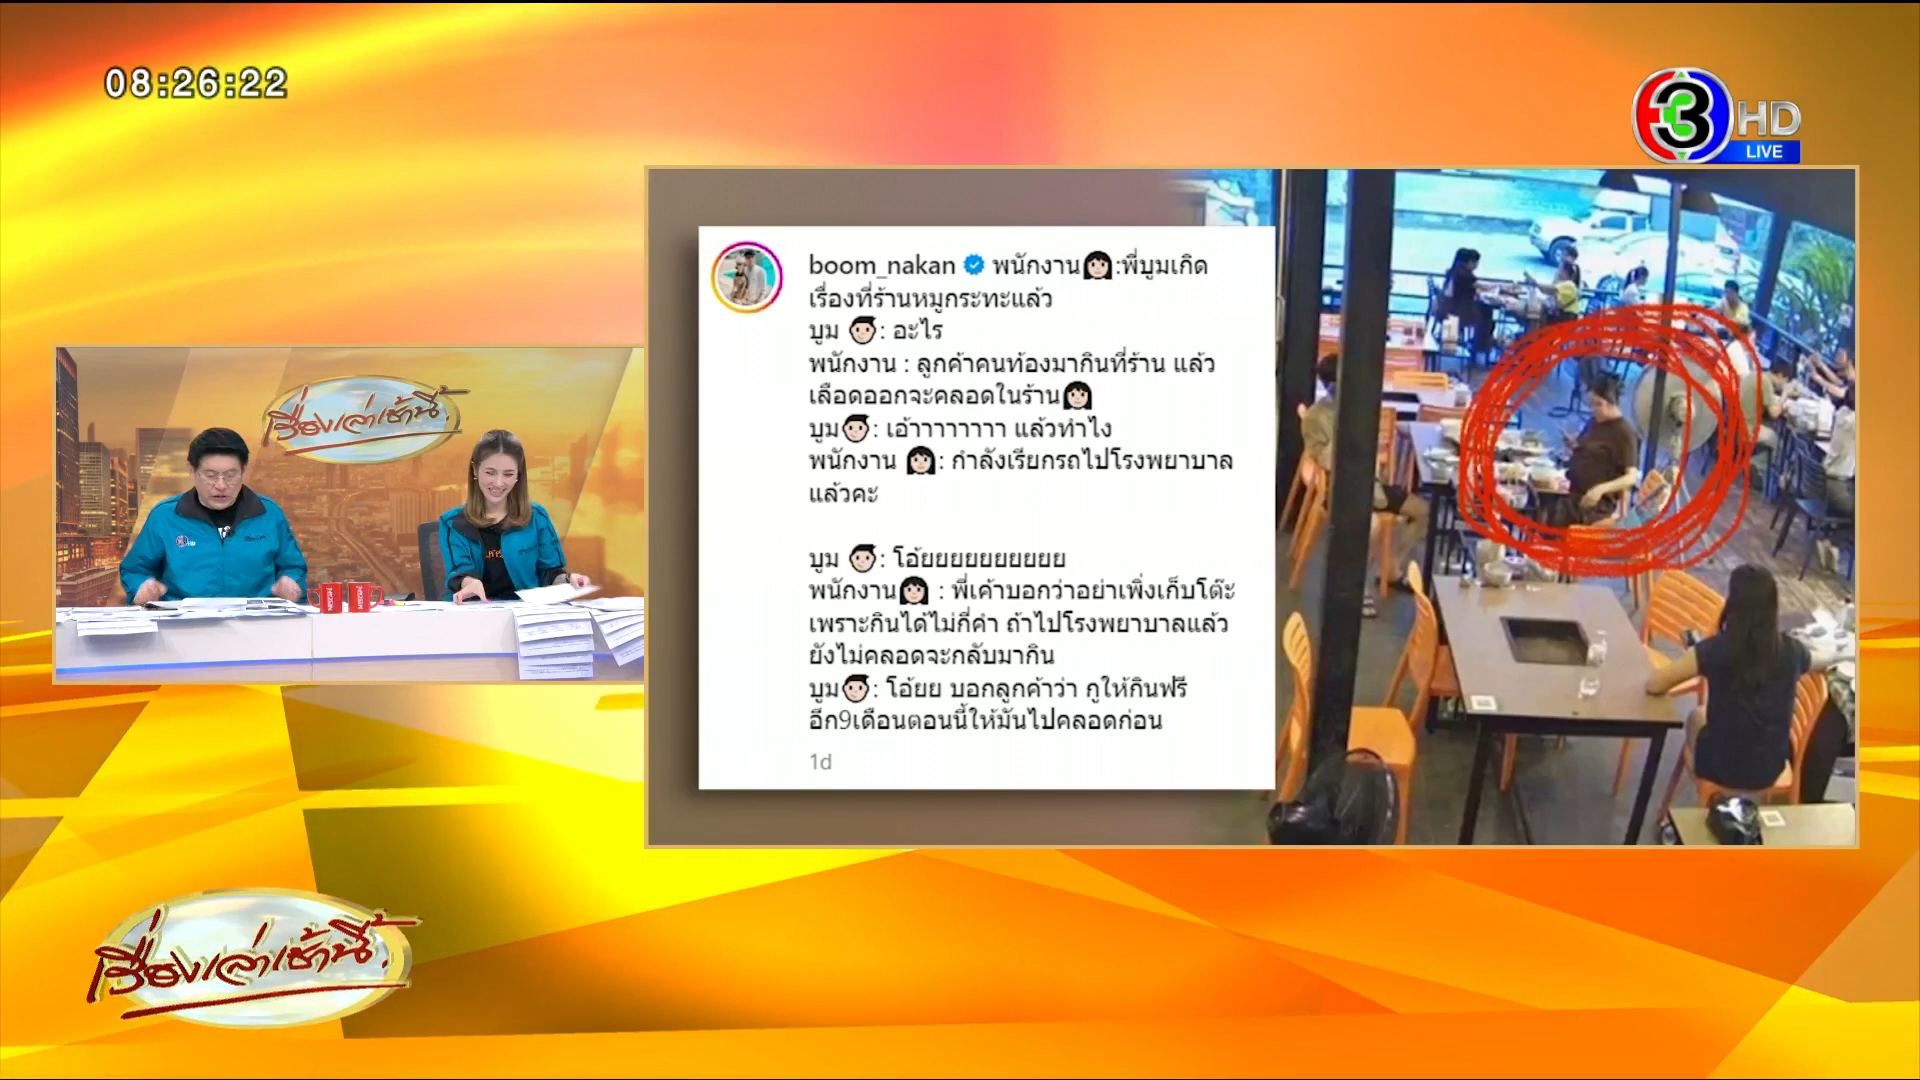 08:26:22
3 HD
LIVE
เรื่องเล่าเช้านี้
boom_nakan พนักงาน👩🏻:พี่บูมเกิด
เรื่องที่ร้านหมูกระทะแล้ว
บูม 👦🏻: อะไร
พนักงาน : ลูกค้าคนท้องมากินที่ร้าน แล้ว
เลือดออกจะคลอดในร้าน👩🏻
บูม👦🏻: เอ้าาาาาาาา แล้วทำไง
พนักงาน 👩🏻: กำลังเรียกรถไปโรงพยาบาล
แล้วคะ
บูม 👦🏻: โอ้ยยยยยยยยยย
พนักงาน👩🏻 : พี่เค้าบอกว่าอย่าเพิ่งเก็บโต๊ะ
เพราะกินได้ไม่กี่คำ ถ้าไปโรงพยาบาลแล้ว
ยังไม่คลอดจะกลับมากิน
บูม👦🏻: โอ้ยย บอกลูกค้าว่า กูให้กินฟรี
อีก9เดือนตอนนี้ให้มันไปคลอดก่อน
1d
เรื่องเล่าเช้านี้